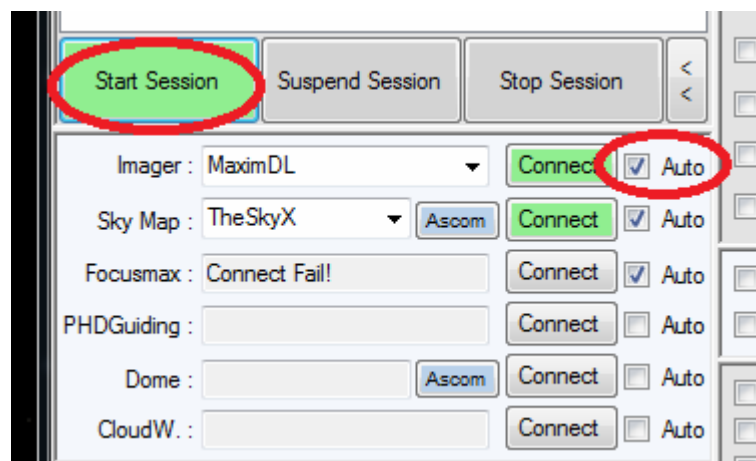 Start Session Suspend Session Stop Session < <
Imager : MaximDL Connect Auto
Sky Map : TheSkyX Ascom Connect Auto
Focusmax : Connect Fail! Connect Auto
PHDGuiding : Connect Auto
Dome : Ascom Connect Auto
CloudW. : Connect Auto